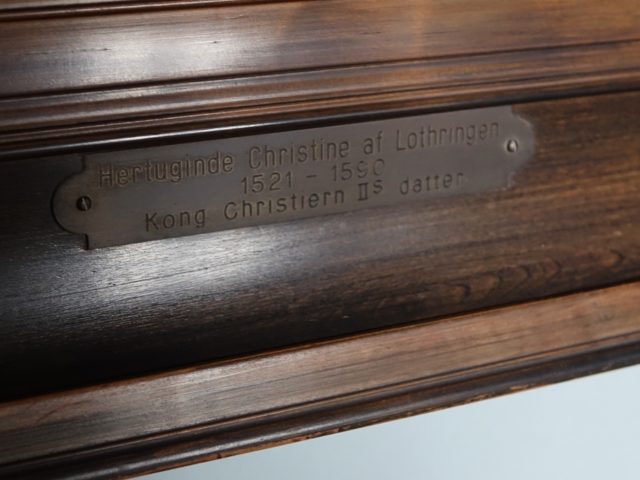 Hertuginde Christine af Lothringen
1521 - 1590
Kong Christiern IIs datter